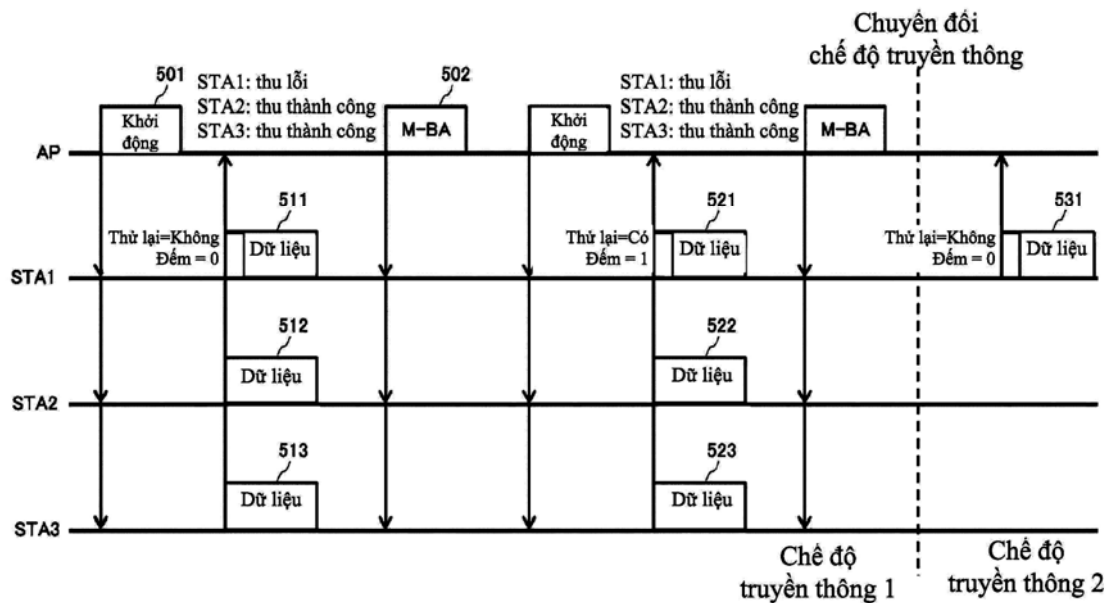 Chuyển đổi
chế độ truyền thông
501
STA1: thu lỗi
STA2: thu thành công
STA3: thu thành công
502
STA1: thu lỗi
STA2: thu thành công
STA3: thu thành công
Khởi
động
M-BA
Khởi
động
M-BA
AP
511
521
531
Thử lại=Không
Đếm = 0
Dữ liệu
Thử lại=Có
Đếm = 1
Dữ liệu
Thử lại=Không
Đếm = 0
Dữ liệu
STA1
512
522
Dữ liệu
Dữ liệu
STA2
513
523
Dữ liệu
Dữ liệu
STA3
Chế độ
truyền thông 1
Chế độ
truyền thông 2